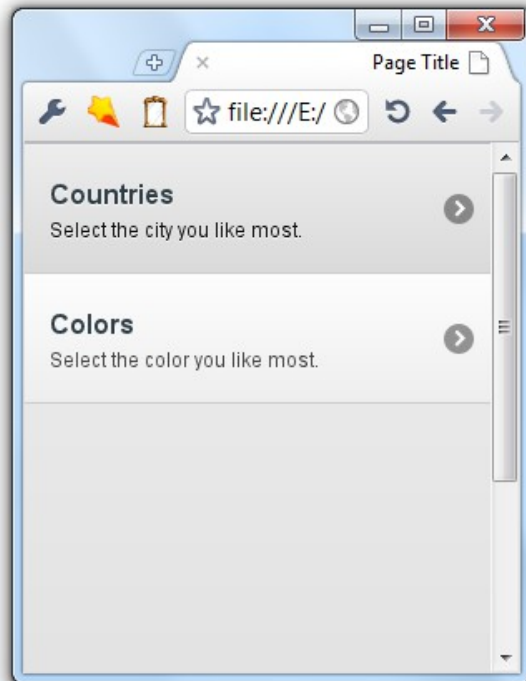 Page Title
file:///E:/
Countries
Select the city you like most.
Colors
Select the color you like most.